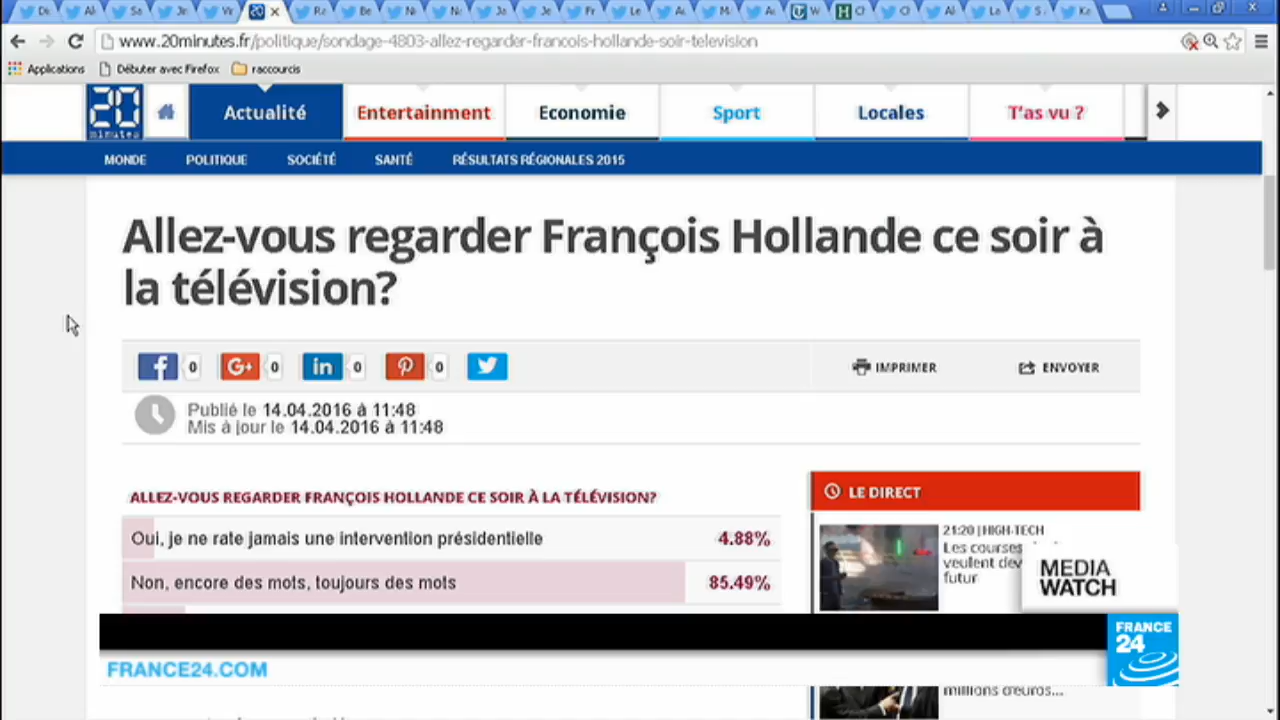 www.20minutes.fr/politique/sondage-4803-allez-regarder-francois-hollande-soir-television
Applications Débuter avec Firefox raccourcis
20 minutes
Actualité Entertainment Economie Sport Locales T'as vu ?
MONDE POLITIQUE SOCIÉTÉ SANTÉ RÉSULTATS RÉGIONALES 2015
Allez-vous regarder François Hollande ce soir à
la télévision?
0 G+ 0 in 0 0
IMPRIMER ENVOYER
Publié le 14.04.2016 à 11:48
Mis à jour le 14.04.2016 à 11:48
ALLEZ-VOUS REGARDER FRANÇOIS HOLLANDE CE SOIR À LA TÉLÉVISION?
Oui, je ne rate jamais une intervention présidentielle 4.88%
Non, encore des mots, toujours des mots 85.49%
LE DIRECT
21:20 | HIGH-TECH
Les courses
veulent
futur
MEDIA
WATCH
FRANCE
24
FRANCE24.COM
millions d'euros...